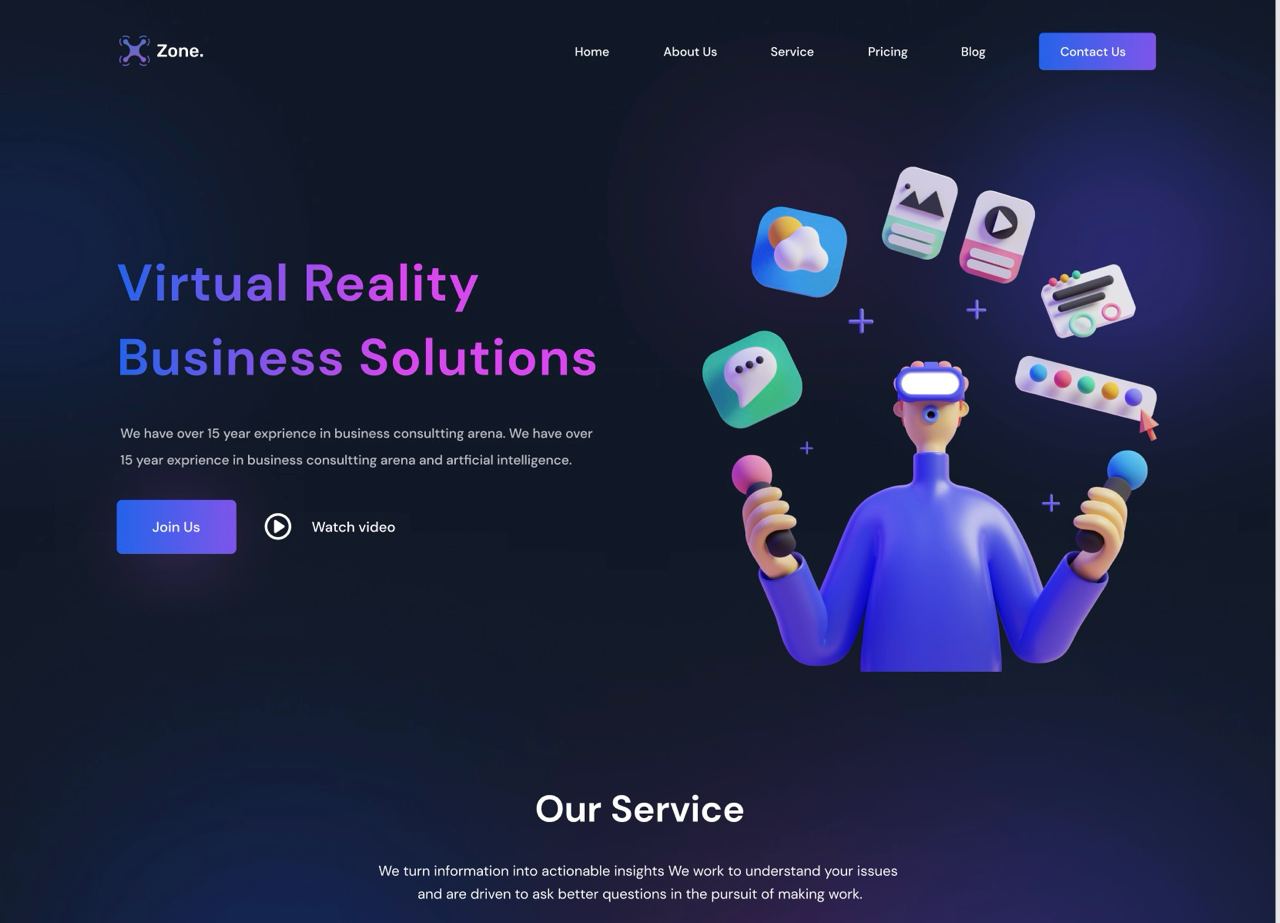 Zone.
Home
About Us
Service
Pricing
Blog
Contact Us
Virtual Reality
Business Solutions
We have over 15 year exprience in business consultting arena. We have over
15 year exprience in business consultting arena and artficial intelligence.
Join Us
Watch video
Our Service
We turn information into actionable insights We work to understand your issues
and are driven to ask better questions in the pursuit of making work.